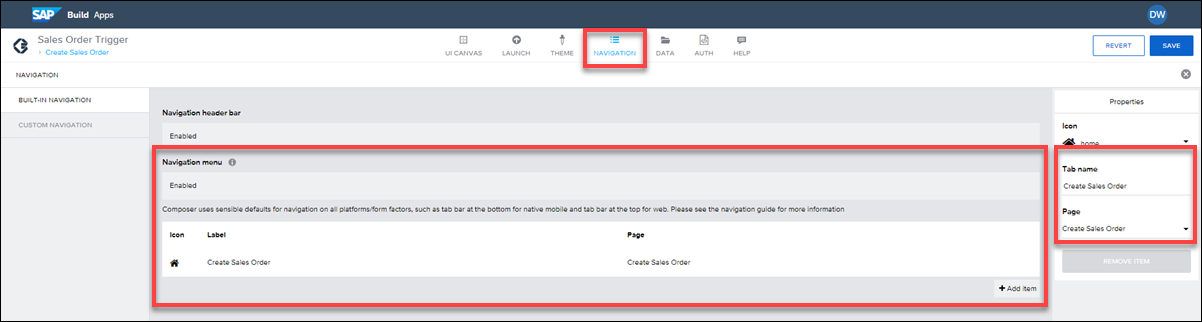 SAP Build Apps
DW
Sales Order Trigger
› Create Sales Order
UI CANVAS
LAUNCH
THEME
NAVIGATION
DATA
AUTH
HELP
REVERT
SAVE
NAVIGATION
BUILT-IN NAVIGATION
CUSTOM NAVIGATION
Navigation header bar
Enabled
Navigation menu
Enabled
Composer uses sensible defaults for navigation on all platforms/form factors, such as tab bar at the bottom for native mobile and tab bar at the top for web. Please see the navigation guide for more information
Icon Label Page
Create Sales Order Create Sales Order
+ Add item
Properties
Icon
home
Tab name
Create Sales Order
Page
Create Sales Order
REMOVE ITEM